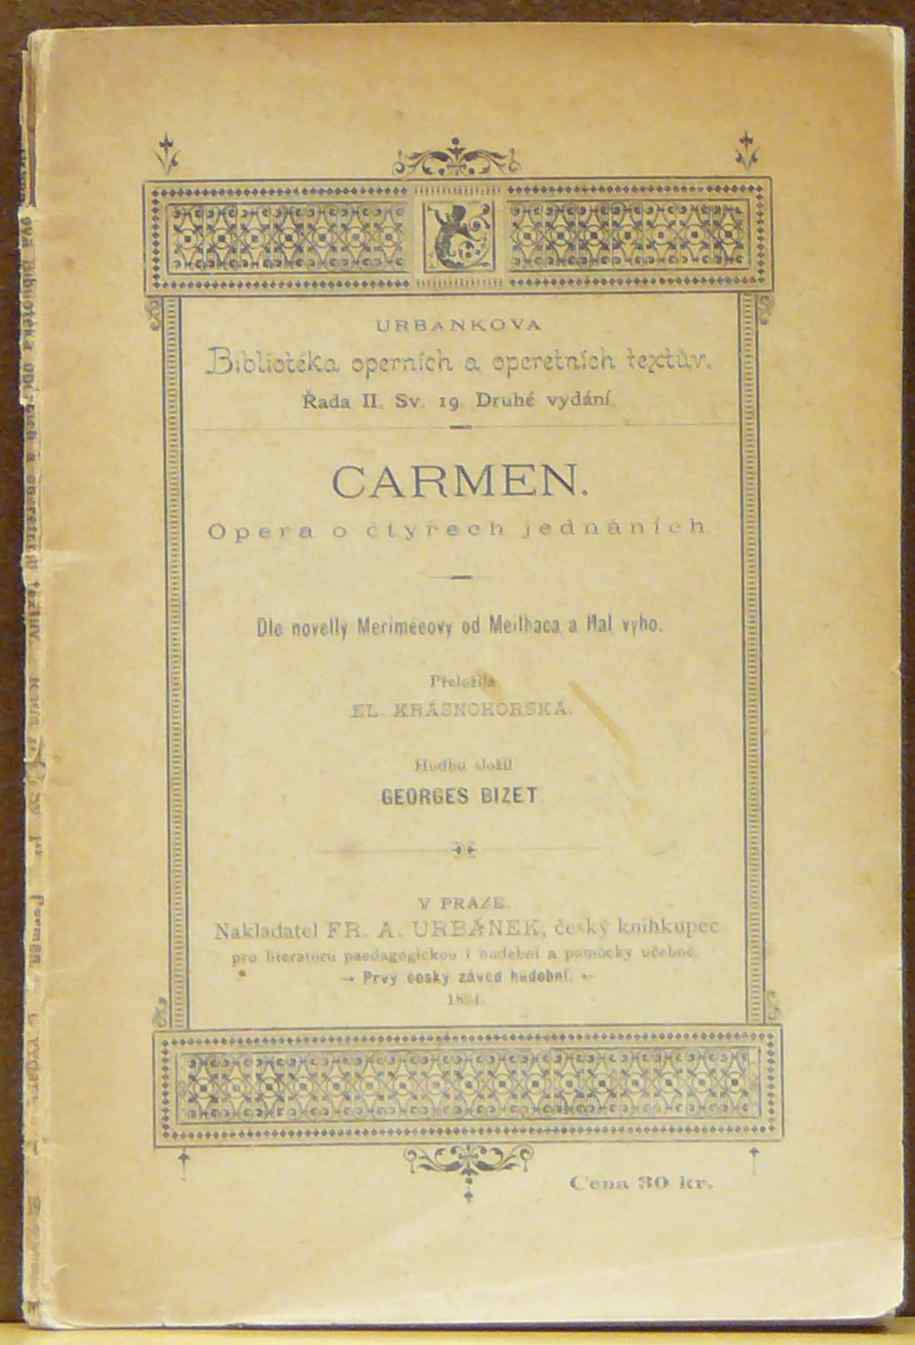 URBANKOVA
Bibliotéka operních a operetních textův.
Řada II. Sv. 19. Druhé vydání.
CARMEN.
Opera o čtyřech jednáních.
Dle novelly Meriméeovy od Meilhaca a
Přeložila
EL. KRÁSNOHORSKÁ.
Hudbu složil
GEORGES BIZET
V PRAZE.
Nakladatel FR. A. URBÁNEK, český knihkupec
pro literaturu paedagogickou i hudební a pomůcky učebné.
Prvý český závod hudební.
Cena 30 kr.